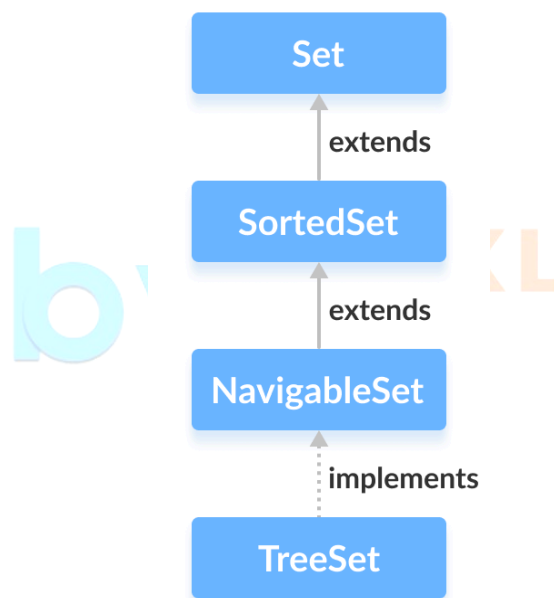 Set
extends
SortedSet
extends
NavigableSet
implements
TreeSet